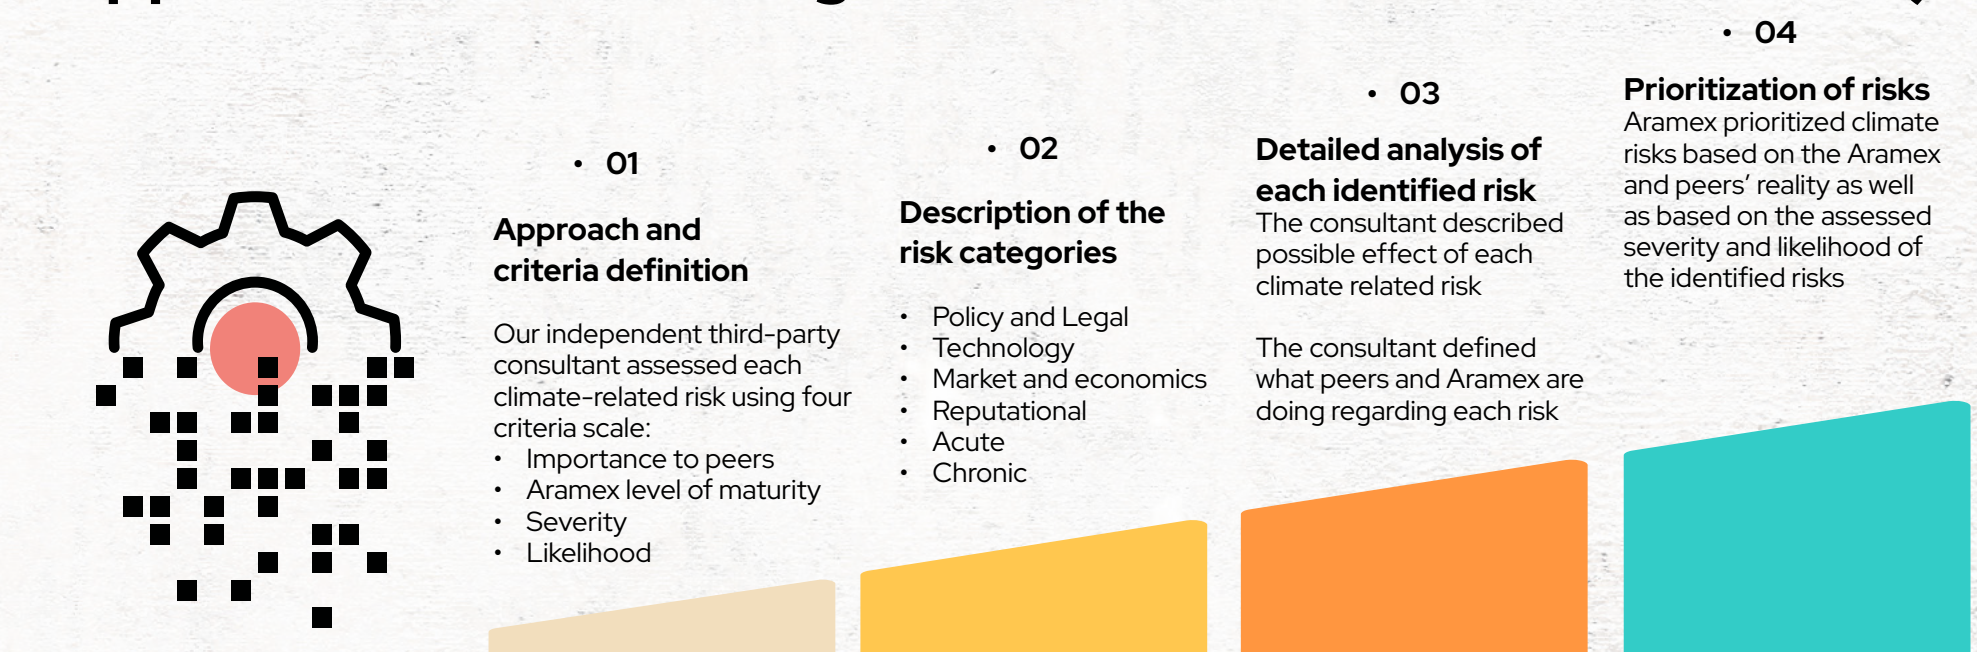 • 01
Approach and
criteria definition
Our independent third-party
consultant assessed each
climate-related risk using four
criteria scale:
• Importance to peers
• Aramex level of maturity
• Severity
• Likelihood
• 02
Description of the
risk categories
• Policy and Legal
• Technology
• Market and economics
• Reputational
• Acute
• Chronic
• 03
Detailed analysis of
each identified risk
The consultant described
possible effect of each
climate related risk
The consultant defined
what peers and Aramex are
doing regarding each risk
• 04
Prioritization of risks
Aramex prioritized climate
risks based on the Aramex
and peers’ reality as well
as based on the assessed
severity and likelihood of
the identified risks